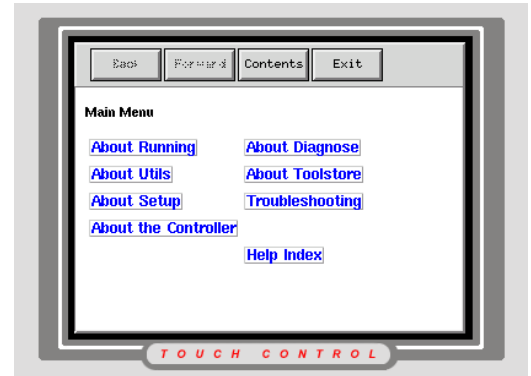 Back Forward Contents Exit
Main Menu
About Running About Diagnose
About Utils About Toolstore
About Setup Troubleshooting
About the Controller
Help Index
TOUCH CONTROL